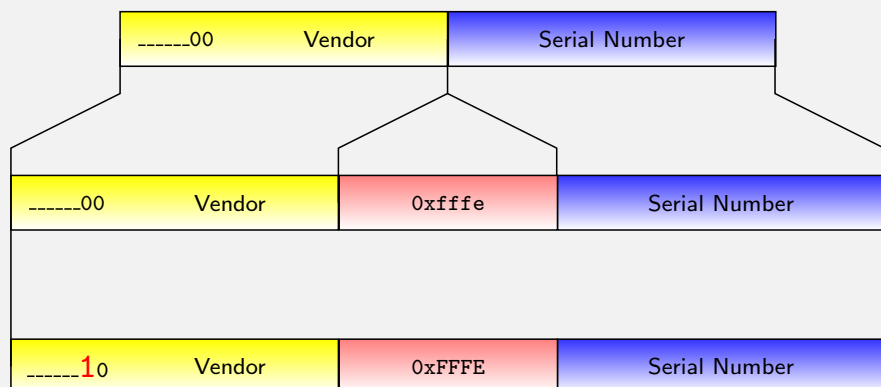 ______00 Vendor Serial Number
______00 Vendor 0xfffe Serial Number
______10 Vendor 0xFFFE Serial Number